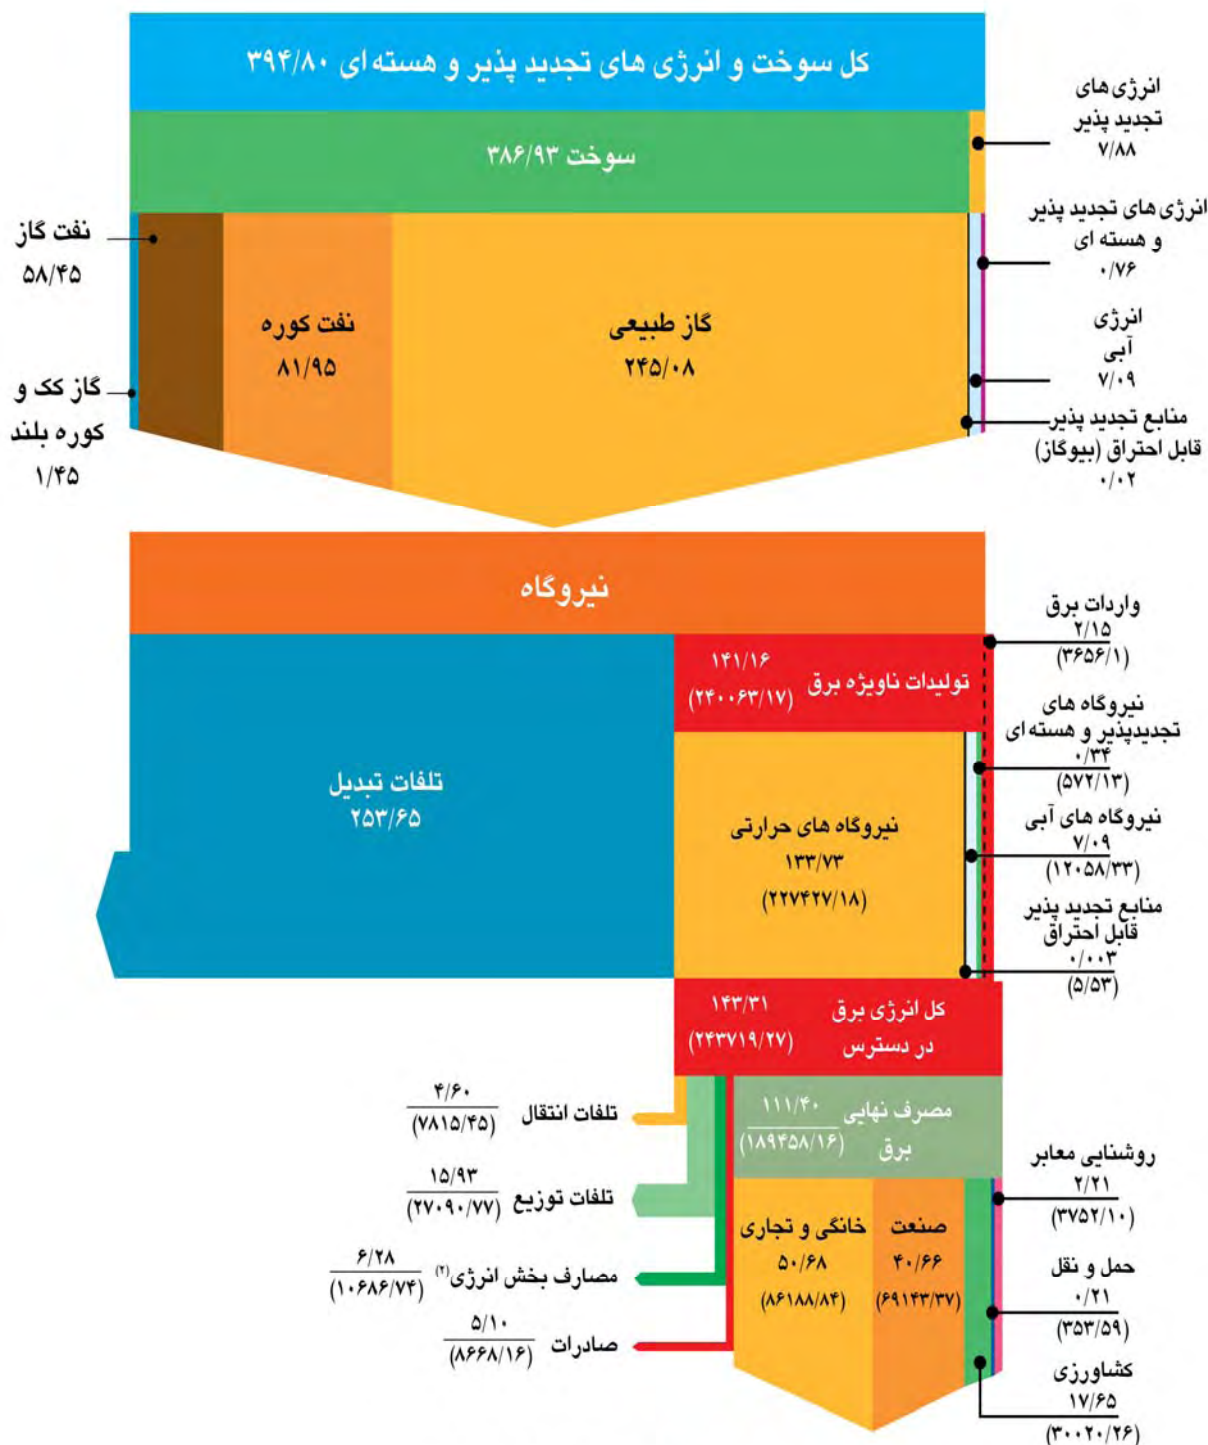 کل سوخت و انرژی های تجدید پذیر و هسته ای ۳۹۴/۸۰
سوخت ۳۸۶/۹۳
انرژی های
تجدید پذیر
۷/۸۸
انرژی های تجدید پذیر
و هسته ای
۰/۷۶
انرژی
آبی
۷/۰۹
منابع تجدید پذیر
قابل احتراق (بیوگاز)
۰/۰۲
گاز طبیعی
۲۴۵/۰۸
نفت کوره
۸۱/۹۵
نفت گاز
۵۸/۴۵
گاز کک و
کوره بلند
۱/۴۵
نیروگاه
واردات برق
۲/۱۵
(۳۶۵۶/۱)
تولیدات ناویژه برق
۱۴۱/۱۶
(۲۴۰۰۶۳/۱۷)
نیروگاه های
تجدیدپذیر و هسته ای
۰/۳۴
(۵۷۲/۱۳)
نیروگاه های آبی
۷/۰۹
(۱۲۰۵۸/۳۳)
منابع تجدید پذیر
قابل احتراق
۰/۰۰۳
(۵/۵۳)
نیروگاه های حرارتی
۱۳۳/۷۳
(۲۲۷۴۲۷/۱۸)
تلفات تبدیل
۲۵۳/۶۵
کل انرژی برق
در دسترس
۱۴۳/۳۱
(۲۴۳۷۱۹/۲۷)
مصرف نهایی
برق
۱۱۱/۴۰
(۱۸۹۴۵۸/۱۶)
تلفات انتقال
۴/۶۰
(۷۸۱۵/۴۵)
تلفات توزیع
۱۵/۹۳
(۲۷۰۹۰/۷۷)
مصارف بخش انرژی(۲)
۶/۲۸
(۱۰۶۸۶/۷۴)
صادرات
۵/۱۰
(۸۶۶۸/۱۶)
روشنایی معابر
۲/۲۱
(۳۷۵۲/۱۰)
حمل و نقل
۰/۲۱
(۳۵۳/۵۹)
کشاورزی
۱۷/۶۵
(۳۰۰۲۰/۲۶)
صنعت
۴۰/۶۶
(۶۹۱۴۳/۳۷)
خانگی و تجاری
۵۰/۶۸
(۸۶۱۸۸/۸۴)